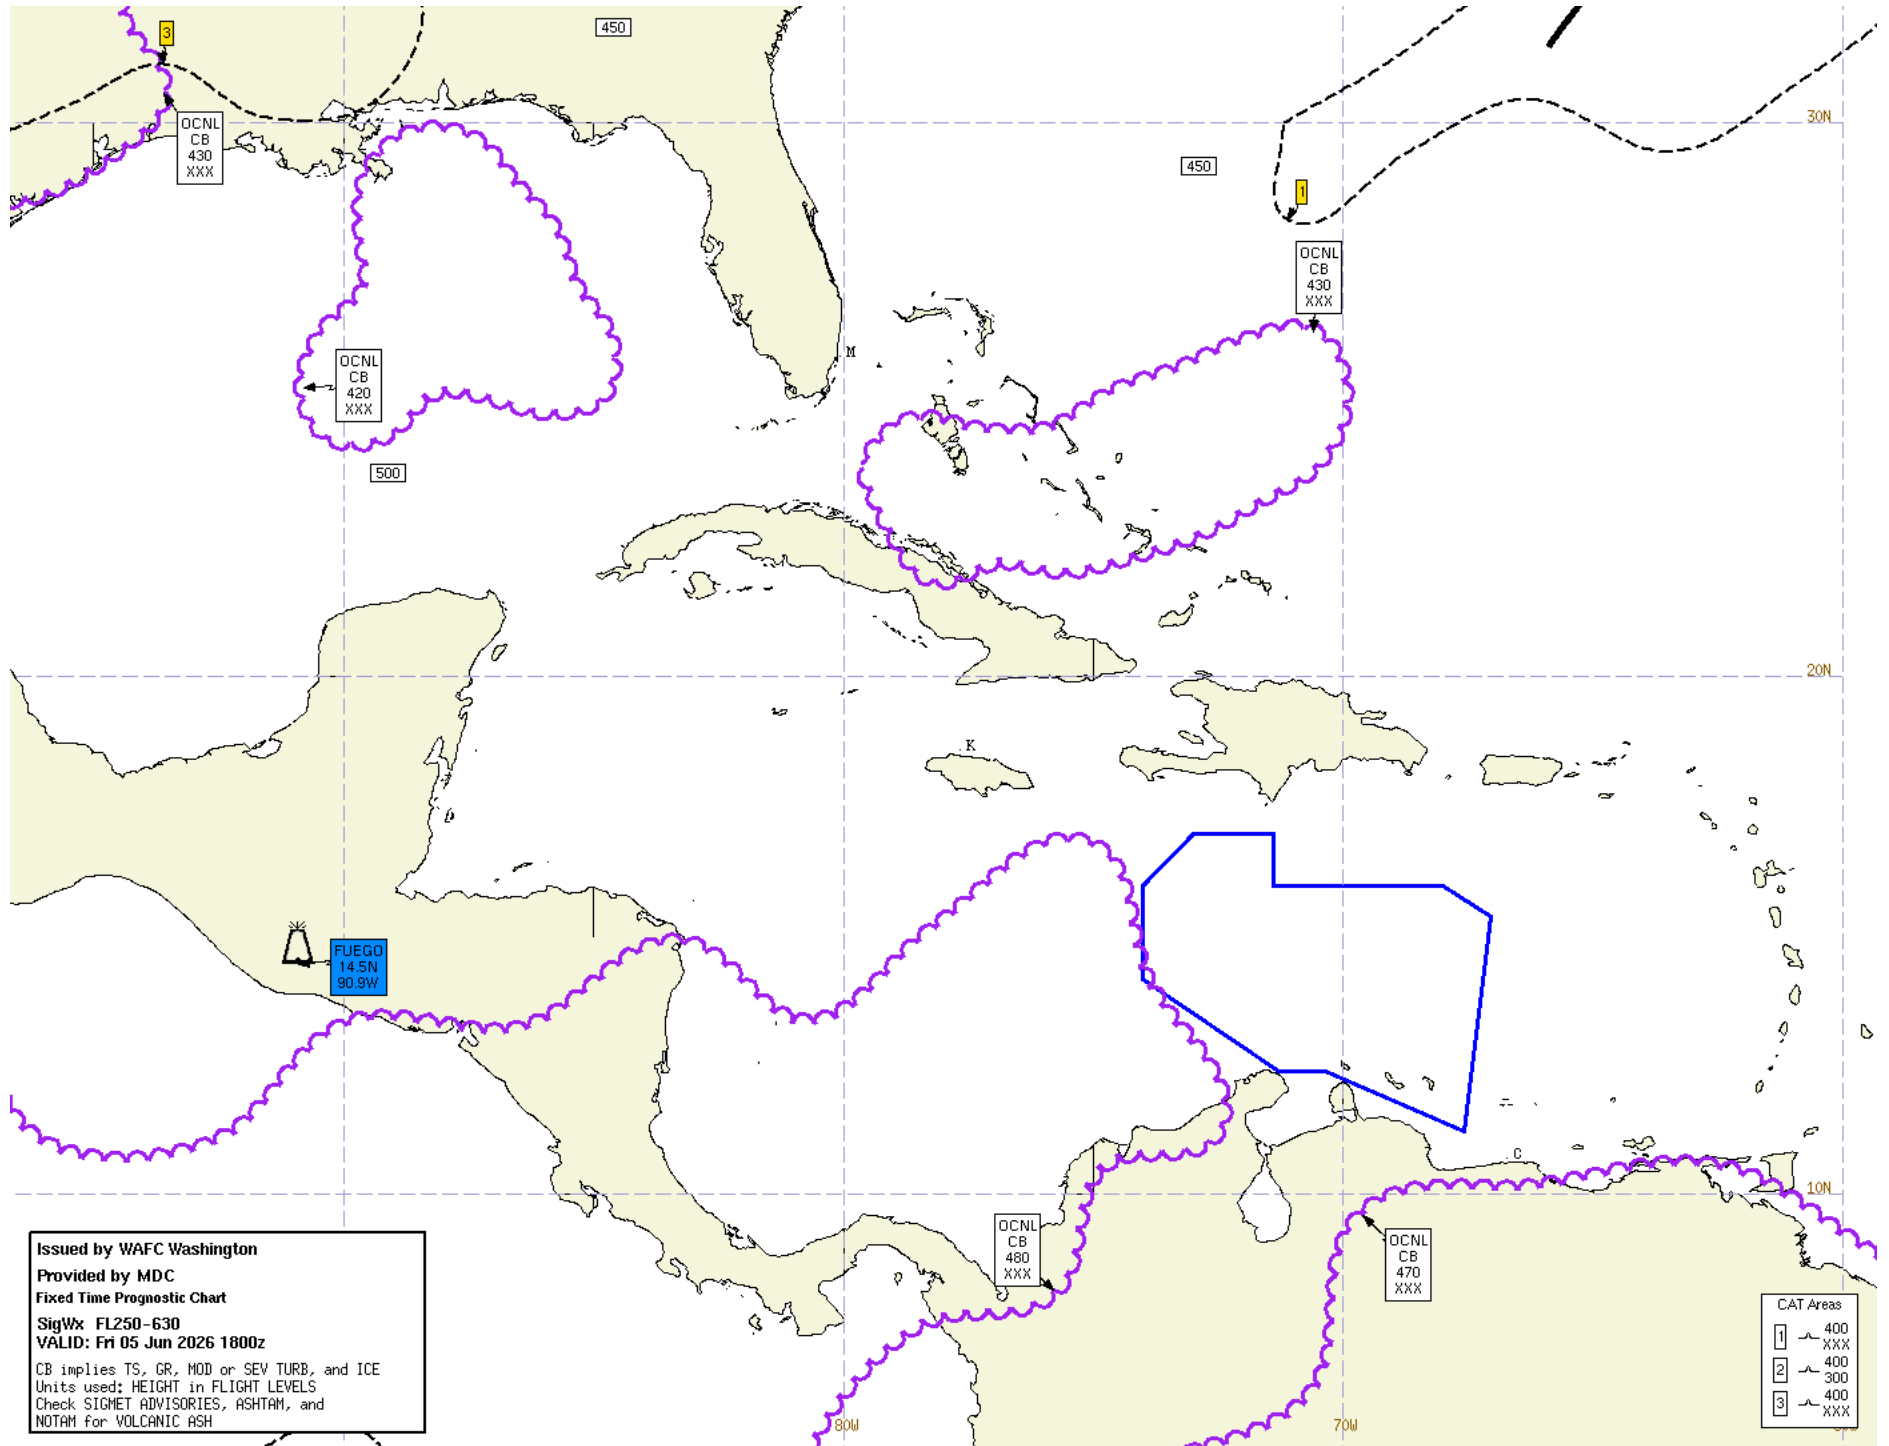 3
450
OCNL
CB
430
XXX
30N
450
1
OCNL
CB
430
XXX
M
OCNL
CB
420
XXX
500
20N
K
FUEGO
14.5N
90.9W
C
10N
OCNL
CB
480
XXX
OCNL
CB
470
XXX
Issued by WAFC Washington
Provided by MDC
Fixed Time Prognostic Chart
SigWx FL250-630
VALID: Fri 05 Jun 2026 1800z
CB implies TS, GR, MOD or SEV TURB, and ICE
Units used: HEIGHT in FLIGHT LEVELS
Check SIGMET ADVISORIES, ASHTAM, and
NOTAM for VOLCANIC ASH
CAT Areas
1 400
XXX
2 400
300
3 400
XXX
80W
70W